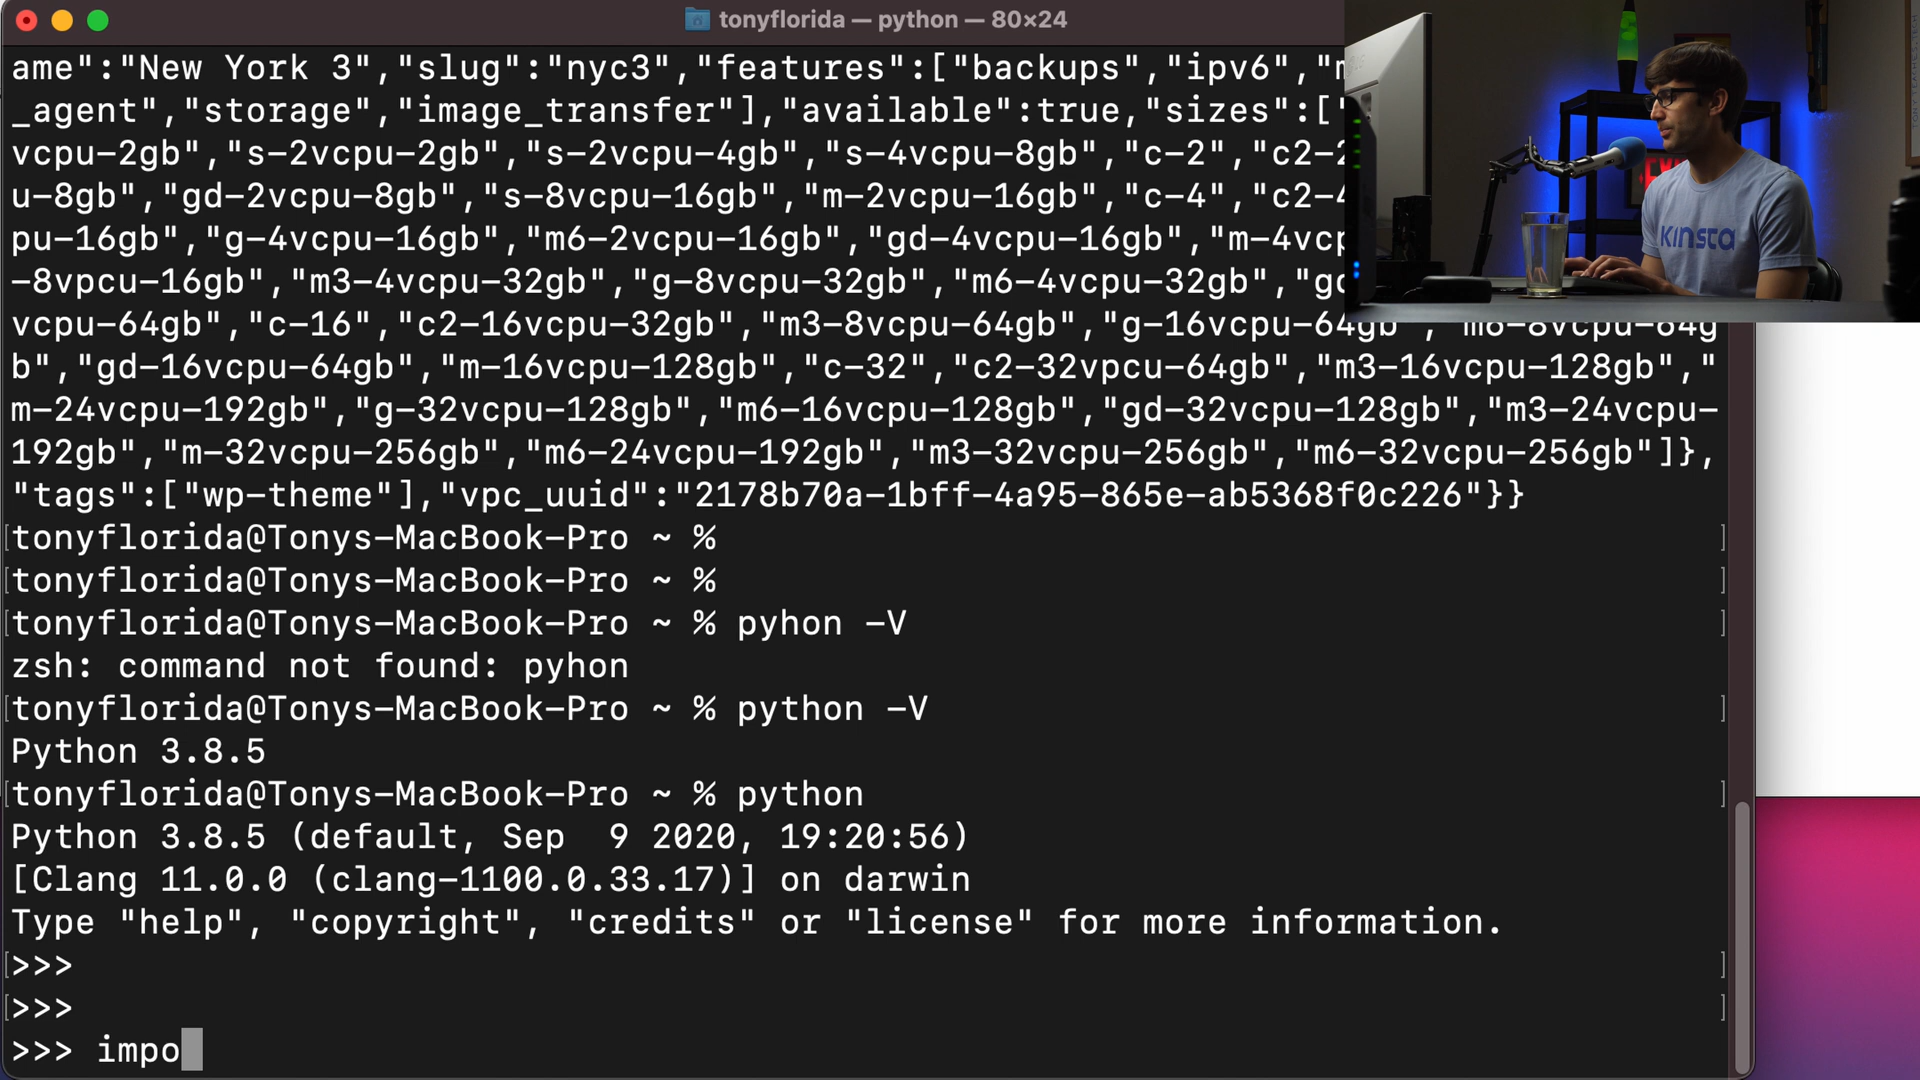 tonyflorida — python — 80×24
ame":"New York 3","slug":"nyc3","features":["backups","ipv6","
_agent","storage","image_transfer"],"available":true,"sizes":["
vcpu-2gb","s-2vcpu-2gb","s-2vcpu-4gb","s-4vcpu-8gb","c-2","c2-
u-8gb","gd-2vcpu-8gb","s-8vcpu-16gb","m-2vcpu-16gb","c-4","c2-
pu-16gb","g-4vcpu-16gb","m6-2vcpu-16gb","gd-4vcpu-16gb","m-4vcp
-8vpcu-16gb","m3-4vcpu-32gb","g-8vcpu-32gb","m6-4vcpu-32gb","gd
vcpu-64gb","c-16","c2-16vcpu-32gb","m3-8vcpu-64gb","g-16vcpu-64gb","m6-8vcpu-64g
b","gd-16vcpu-64gb","m-16vcpu-128gb","c-32","c2-32vpcu-64gb","m3-16vcpu-128gb","
m-24vcpu-192gb","g-32vcpu-128gb","m6-16vcpu-128gb","gd-32vcpu-128gb","m3-24vcpu-
192gb","m-32vcpu-256gb","m6-24vcpu-192gb","m3-32vcpu-256gb","m6-32vcpu-256gb"]},
"tags":["wp-theme"],"vpc_uuid":"2178b70a-1bff-4a95-865e-ab5368f0c226"}}
[tonyflorida@Tonys-MacBook-Pro ~ % ]
[tonyflorida@Tonys-MacBook-Pro ~ % ]
[tonyflorida@Tonys-MacBook-Pro ~ % pyhon -V ]
zsh: command not found: pyhon
[tonyflorida@Tonys-MacBook-Pro ~ % python -V ]
Python 3.8.5
[tonyflorida@Tonys-MacBook-Pro ~ % python ]
Python 3.8.5 (default, Sep  9 2020, 19:20:56)
[Clang 11.0.0 (clang-1100.0.33.17)] on darwin
Type "help", "copyright", "credits" or "license" for more information.
[>>> ]
[>>> ]
>>> impo
KINSTA